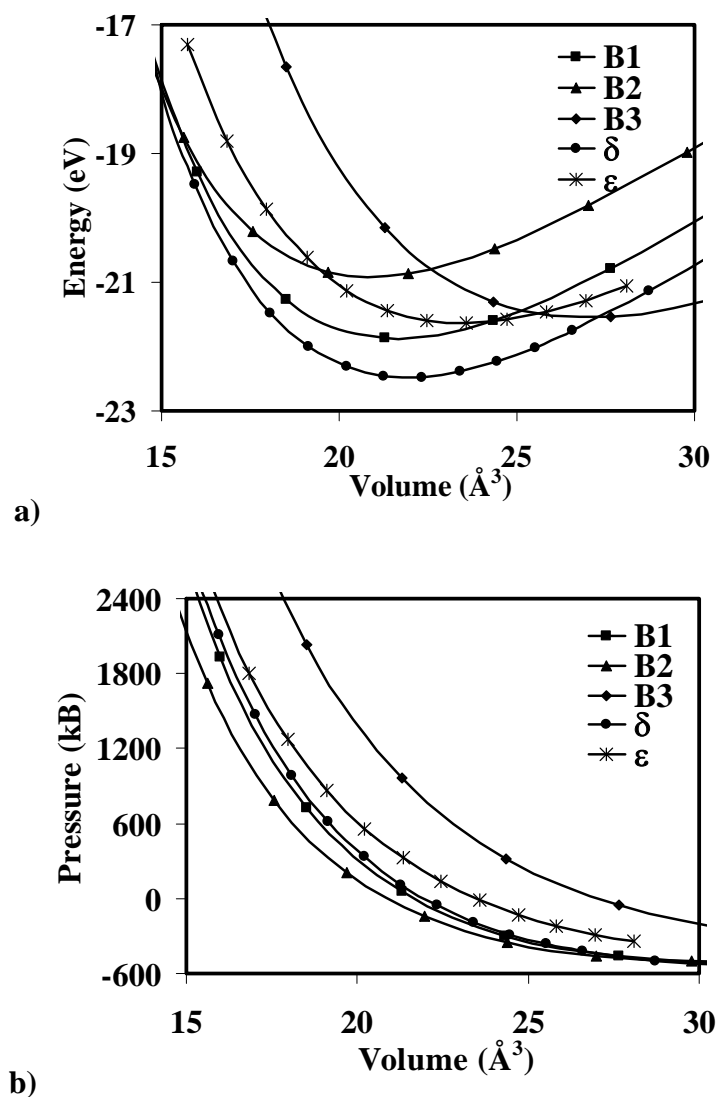 -17
-19
-21
-23
Energy (eV)
B1
B2
B3
δ
ε
15
20
25
30
Volume (Å³)
a)
2400
1800
1200
600
0
-600
Pressure (kB)
B1
B2
B3
δ
ε
15
20
25
30
Volume (Å³)
b)